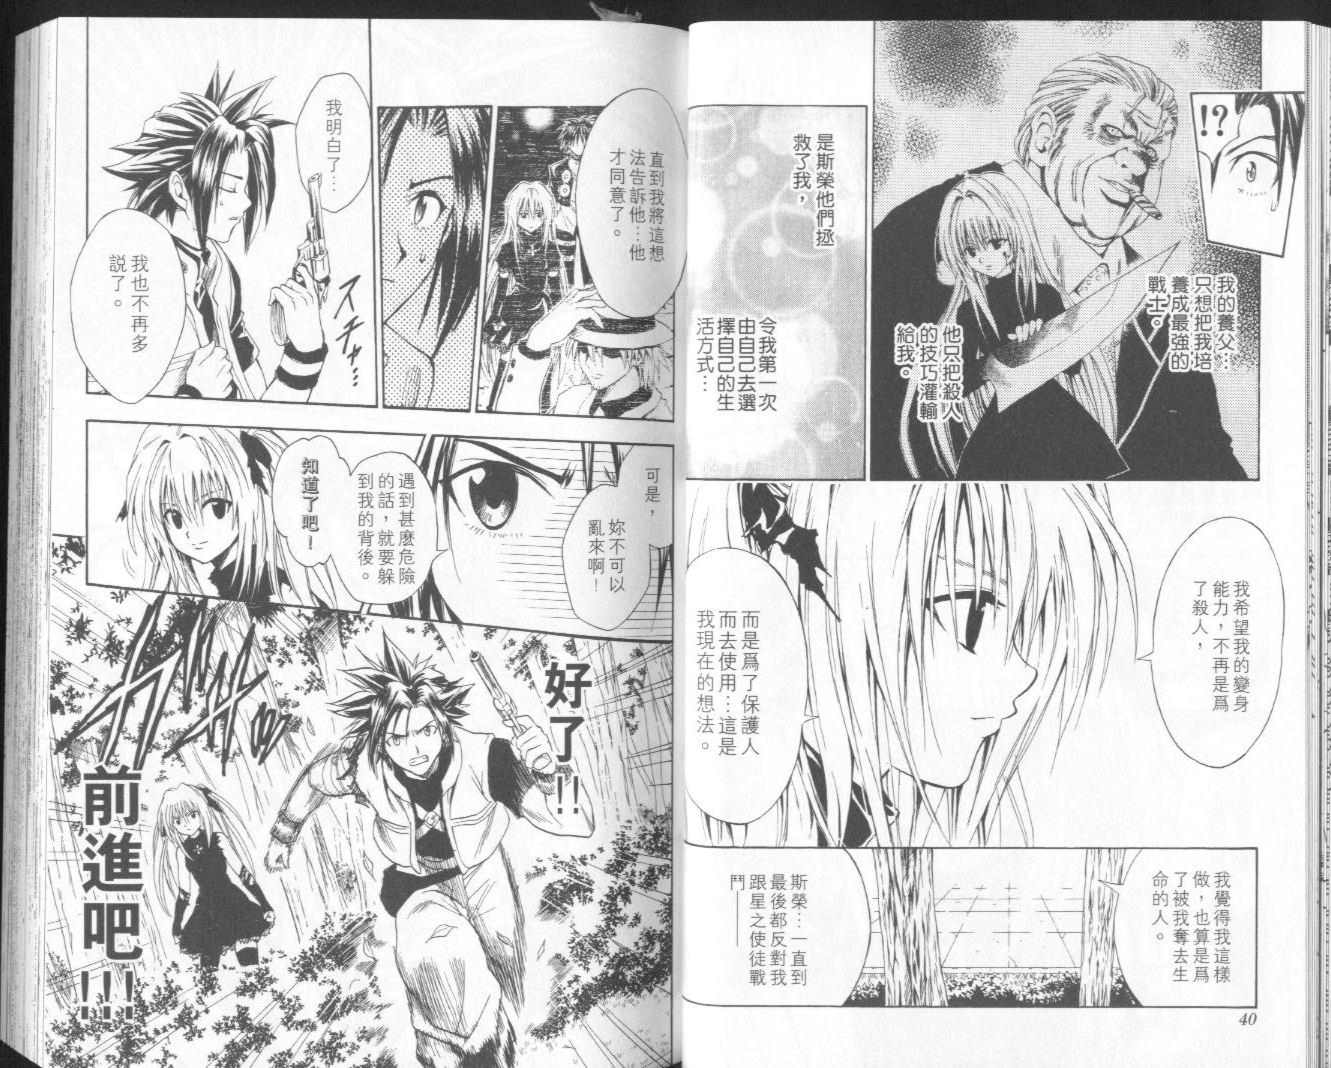 !?
我的養父…
只想把我培
養成最強的
戰士。
他只把殺人
的技巧灌輸
給我。
是斯榮他們拯
救了我，
令我第一次
由自己去選
擇自己的生
活方式…
我希望我的變身
能力，不再是爲
了殺人，
而是爲了保護人
而去使用…這是
我現在的想法。
我覺得我這樣
做，也算是爲
了被我奪去生
命的人。
斯榮…一直到
最後都反對我
跟星之使徒戰
鬥——
40
直到我將這想
法告訴他…他
才同意了。
我明白了…
スチャ…
我也不再多
説了。
可是，
妳不可以
亂來啊！
遇到甚麼危險
的話，就要躲
到我的背後。
知道了吧！
好了!!
前進吧!!!